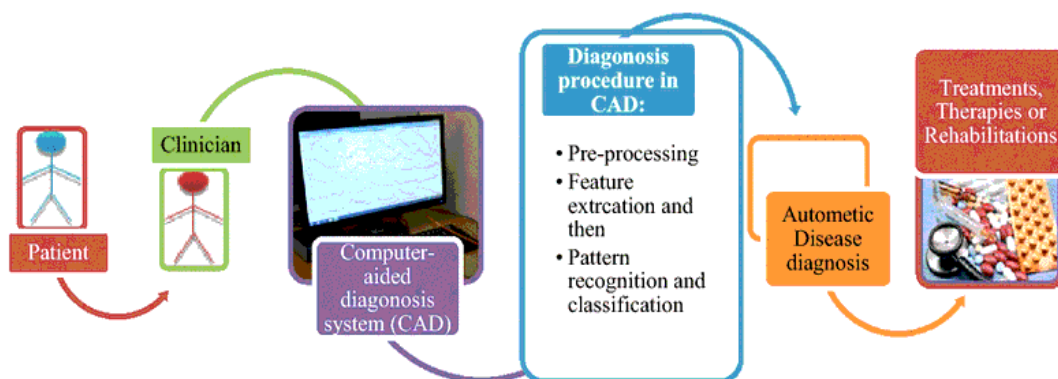 Patient
Clinician
Computer-
aided
diagonosis
system (CAD)
Diagonosis
procedure in
CAD:
• Pre-processing
• Feature
extrcation and
then
• Pattern
recognition and
classification
Autometic
Disease
diagnosis
Treatments,
Therapies or
Rehabilitations